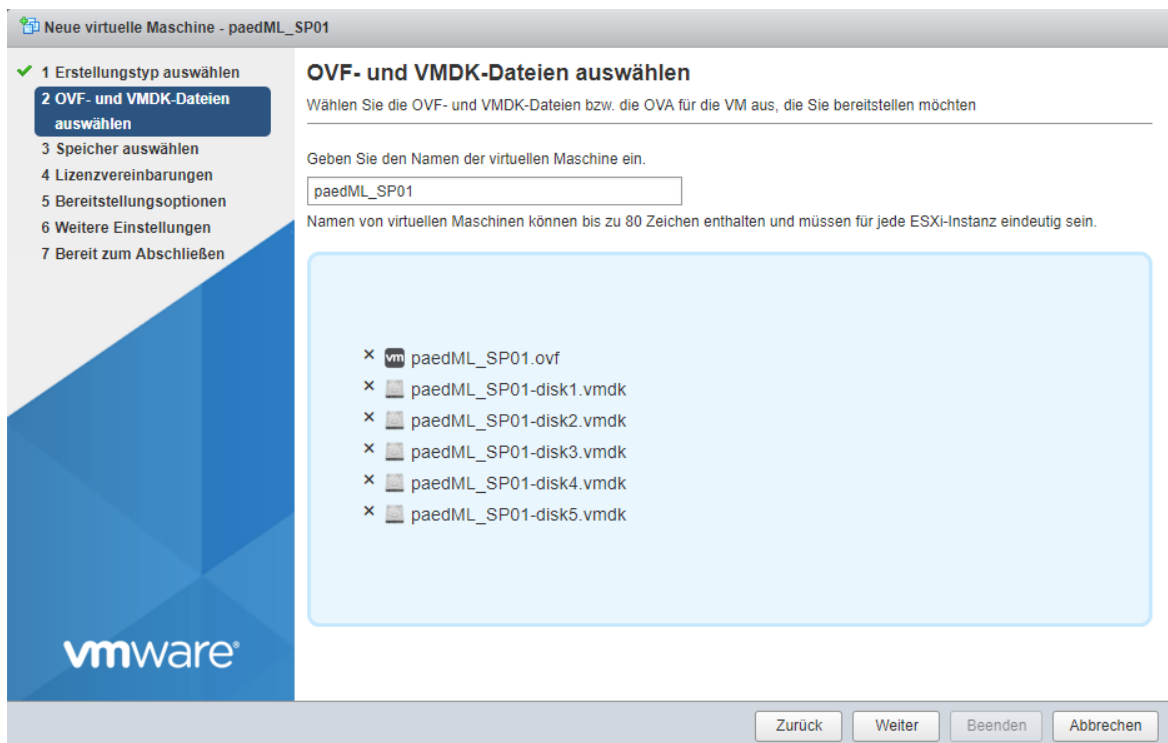 Neue virtuelle Maschine - paedML_SP01
1 Erstellungstyp auswählen
2 OVF- und VMDK-Dateien
auswählen
3 Speicher auswählen
4 Lizenzvereinbarungen
5 Bereitstellungsoptionen
6 Weitere Einstellungen
7 Bereit zum Abschließen
vmware®
OVF- und VMDK-Dateien auswählen
Wählen Sie die OVF- und VMDK-Dateien bzw. die OVA für die VM aus, die Sie bereitstellen möchten
Geben Sie den Namen der virtuellen Maschine ein.
paedML_SP01
Namen von virtuellen Maschinen können bis zu 80 Zeichen enthalten und müssen für jede ESXi-Instanz eindeutig sein.
vm paedML_SP01.ovf
paedML_SP01-disk1.vmdk
paedML_SP01-disk2.vmdk
paedML_SP01-disk3.vmdk
paedML_SP01-disk4.vmdk
paedML_SP01-disk5.vmdk
Zurück Weiter Beenden Abbrechen